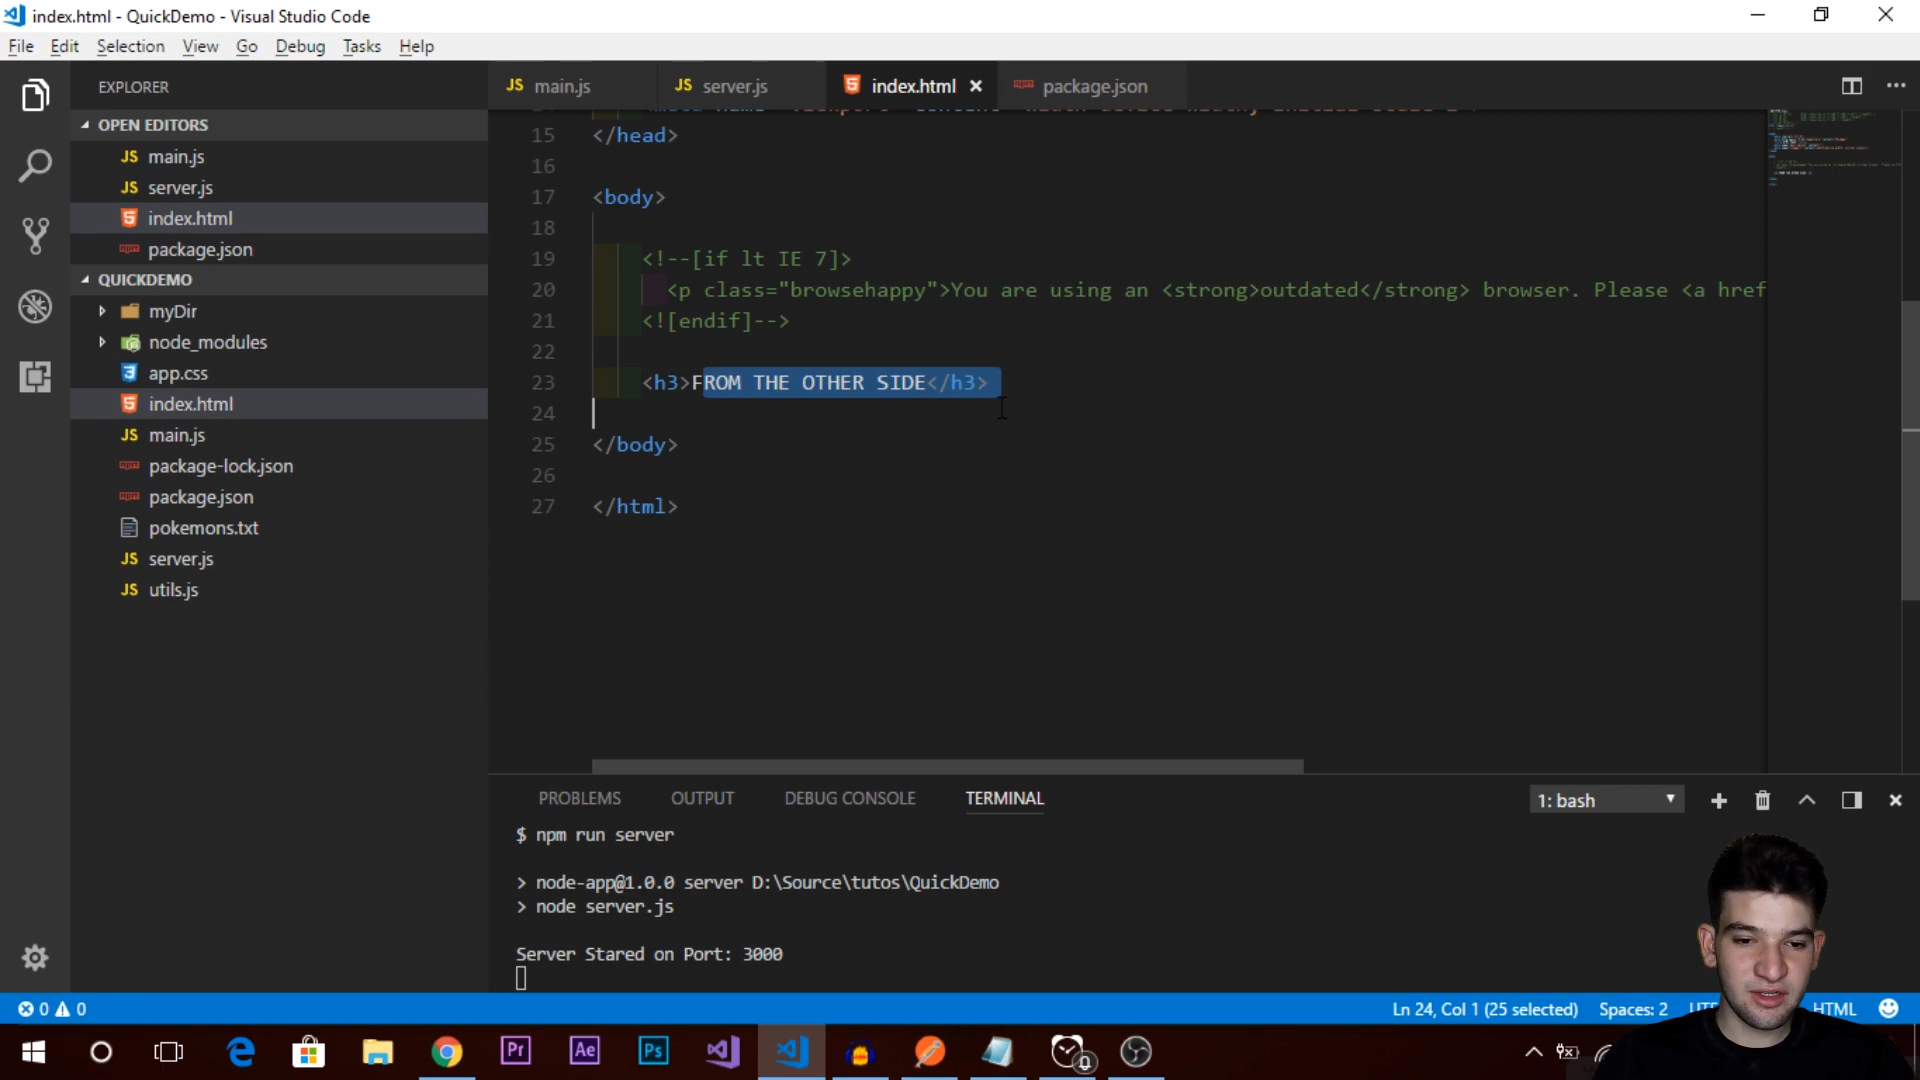 index.html - QuickDemo - Visual Studio Code
File Edit Selection View Go Debug Tasks Help
EXPLORER
OPEN EDITORS
JS main.js
JS server.js
index.html
package.json
QUICKDEMO
myDir
node_modules
app.css
index.html
JS main.js
package-lock.json
package.json
pokemons.txt
JS server.js
JS utils.js
JS main.js JS server.js index.html package.json
15 </head>
16
17 <body>
18
19 <!--[if lt IE 7]>
20 <p class="browsehappy">You are using an <strong>outdated</strong> browser. Please <a href
21 <![endif]-->
22
23 <h3>FROM THE OTHER SIDE</h3>
24
25 </body>
26
27 </html>
PROBLEMS OUTPUT DEBUG CONSOLE TERMINAL
1: bash
$ npm run server
> node-app@1.0.0 server D:\Source\tutos\QuickDemo
> node server.js
Server Stared on Port: 3000
0 0
Ln 24, Col 1 (25 selected) Spaces: 2 HTML
Pr Ae Ps